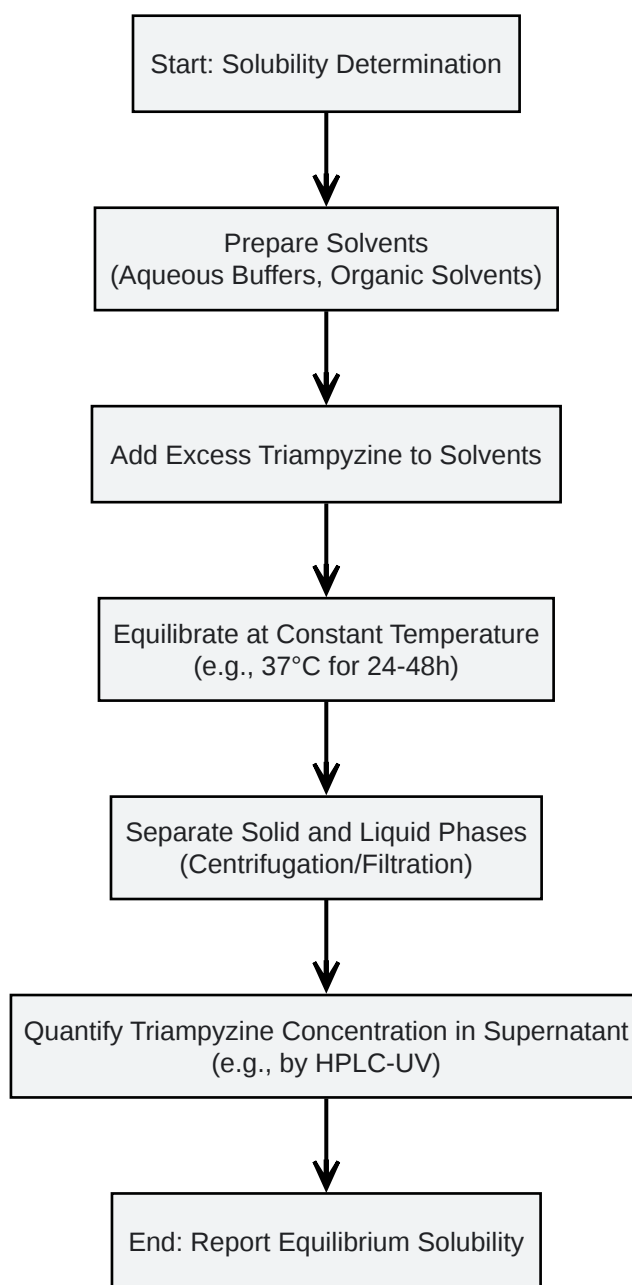 Start: Solubility Determination
Prepare Solvents
(Aqueous Buffers, Organic Solvents)
Add Excess Triampyzine to Solvents
Equilibrate at Constant Temperature
(e.g., 37°C for 24-48h)
Separate Solid and Liquid Phases
(Centrifugation/Filtration)
Quantify Triampyzine Concentration in Supernatant
(e.g., by HPLC-UV)
End: Report Equilibrium Solubility